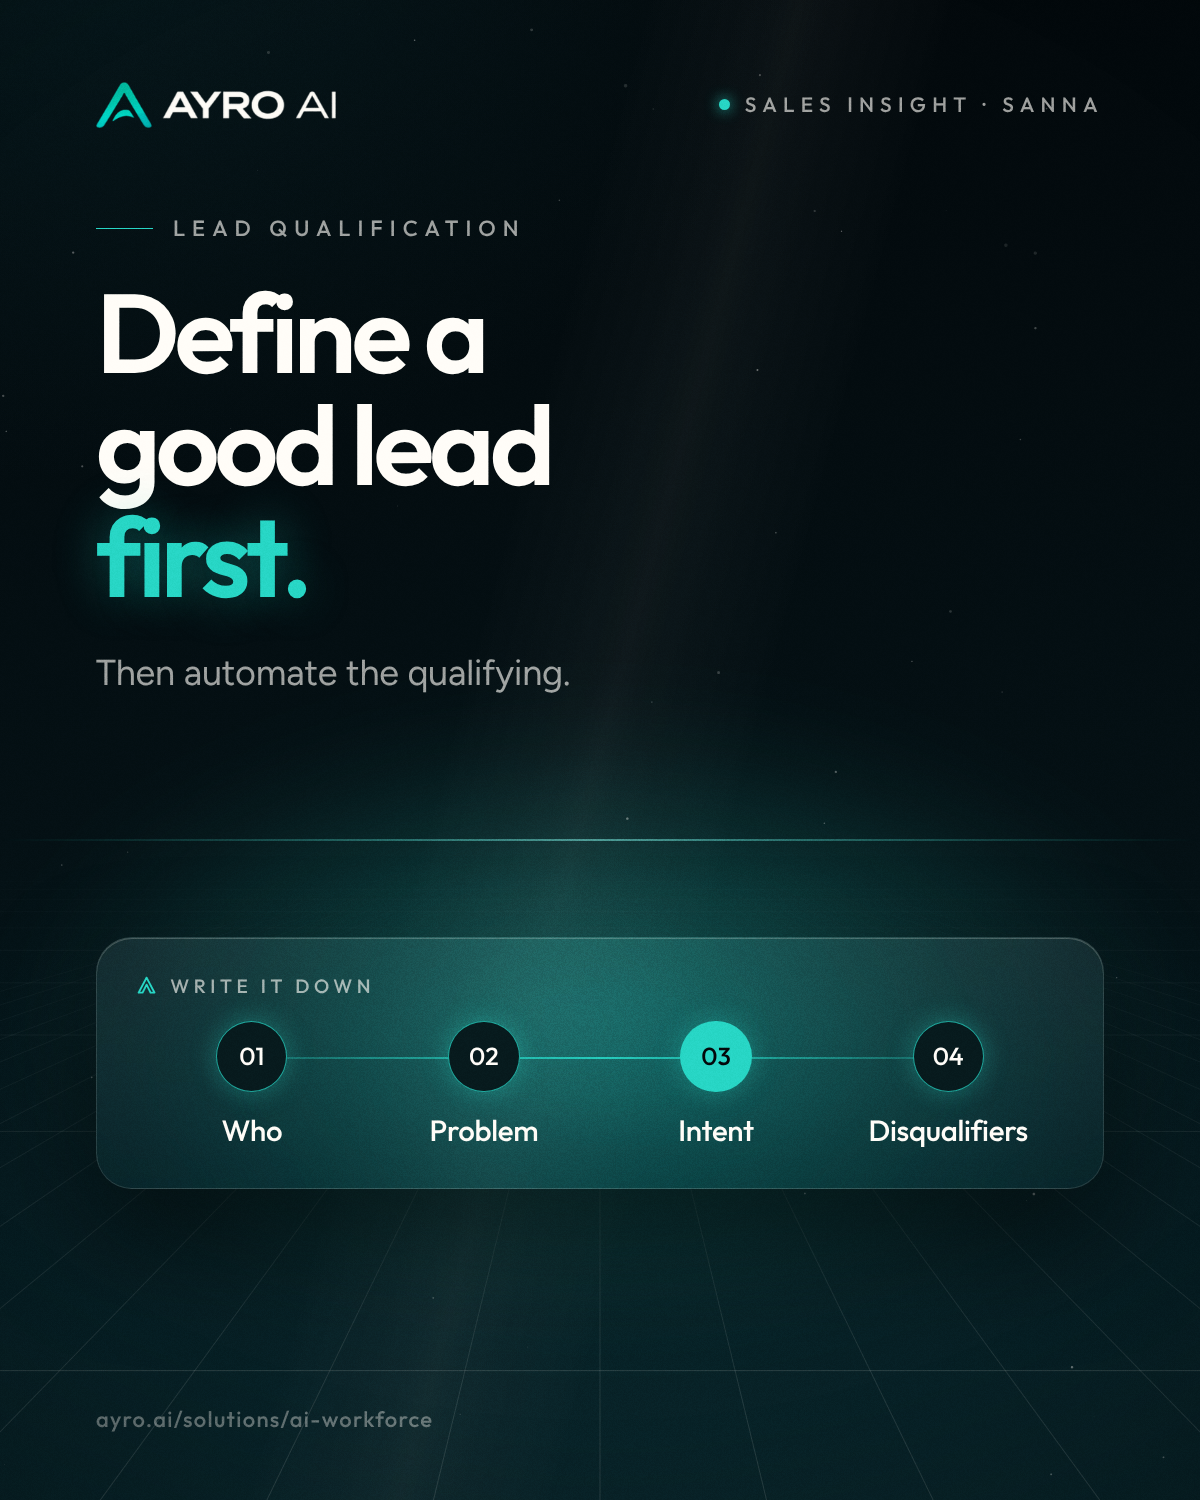 AYRO AI
SALES INSIGHT · SANNA
LEAD QUALIFICATION
Define a
good lead
first.
Then automate the qualifying.
WRITE IT DOWN
01 02 03 04
Who Problem Intent Disqualifiers
ayro.ai/solutions/ai-workforce